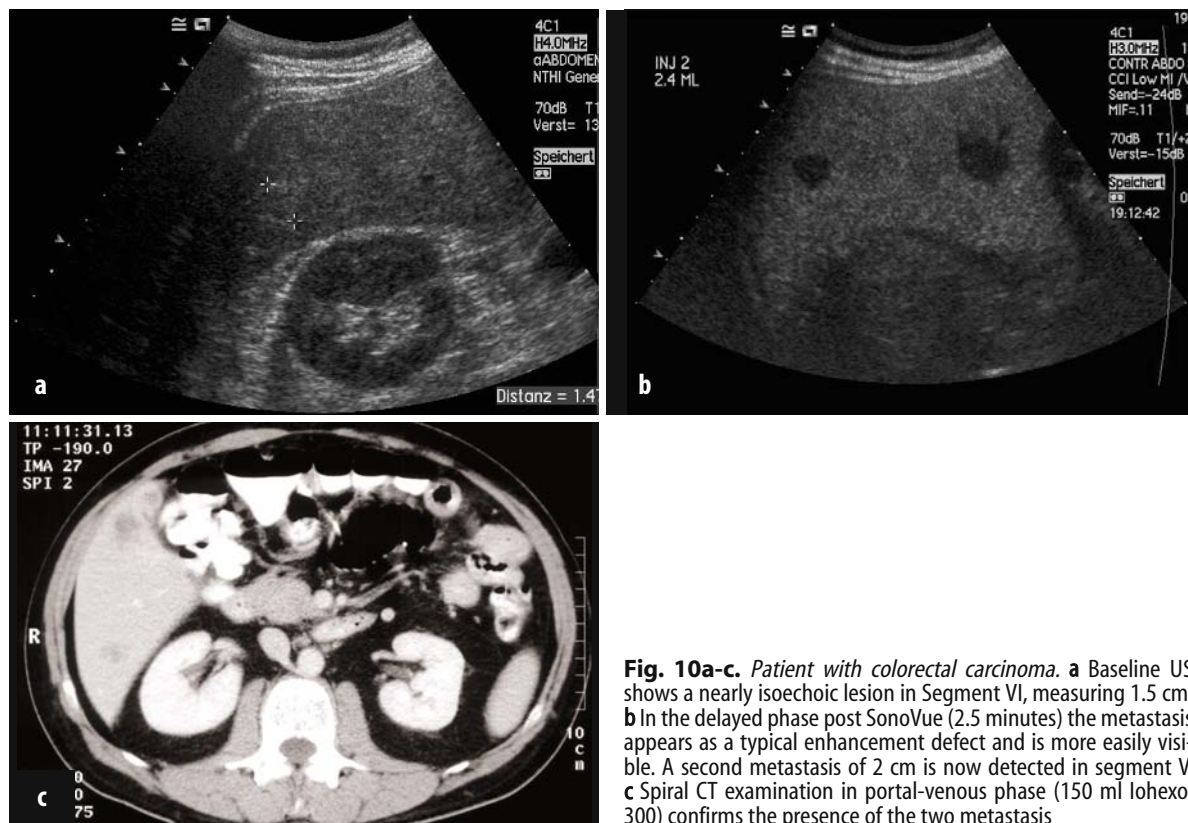 4C1
H4.0MHz
aABDOMEN
NTHI Gene
70dB T1
Verst= 13
Speichert
a
Distanz = 1.4
INJ 2
2.4 ML
19
4C1
H3.0MHz 1
CONTR ABDO
CCI Low MI /V
Send=-24dB
MIF=.11
70dB T1/+2
Verst=-15dB
Speichert
0
19:12:42
b
11:11:31.13
TP -190.0
IMA 27
SPI 2
R
10
c
m
c
0
0
75
Fig. 10a-c. Patient with colorectal carcinoma. a Baseline US
shows a nearly isoechoic lesion in Segment VI, measuring 1.5 cm
b In the delayed phase post SonoVue (2.5 minutes) the metastasis
appears as a typical enhancement defect and is more easily visi-
ble. A second metastasis of 2 cm is now detected in segment V
c Spiral CT examination in portal-venous phase (150 ml Iohexo
300) confirms the presence of the two metastasis